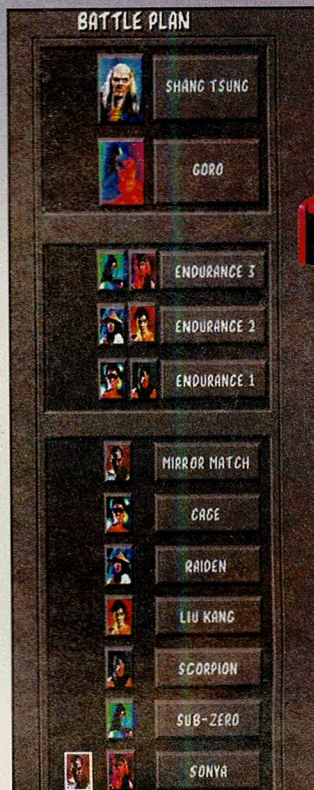 BATTLE PLAN
SHANG TSUNG
GORO
ENDURANCE 3
ENDURANCE 2
ENDURANCE 1
MIRROR MATCH
CAGE
RAIDEN
LIU KANG
SCORPION
SUB-ZERO
SONYA